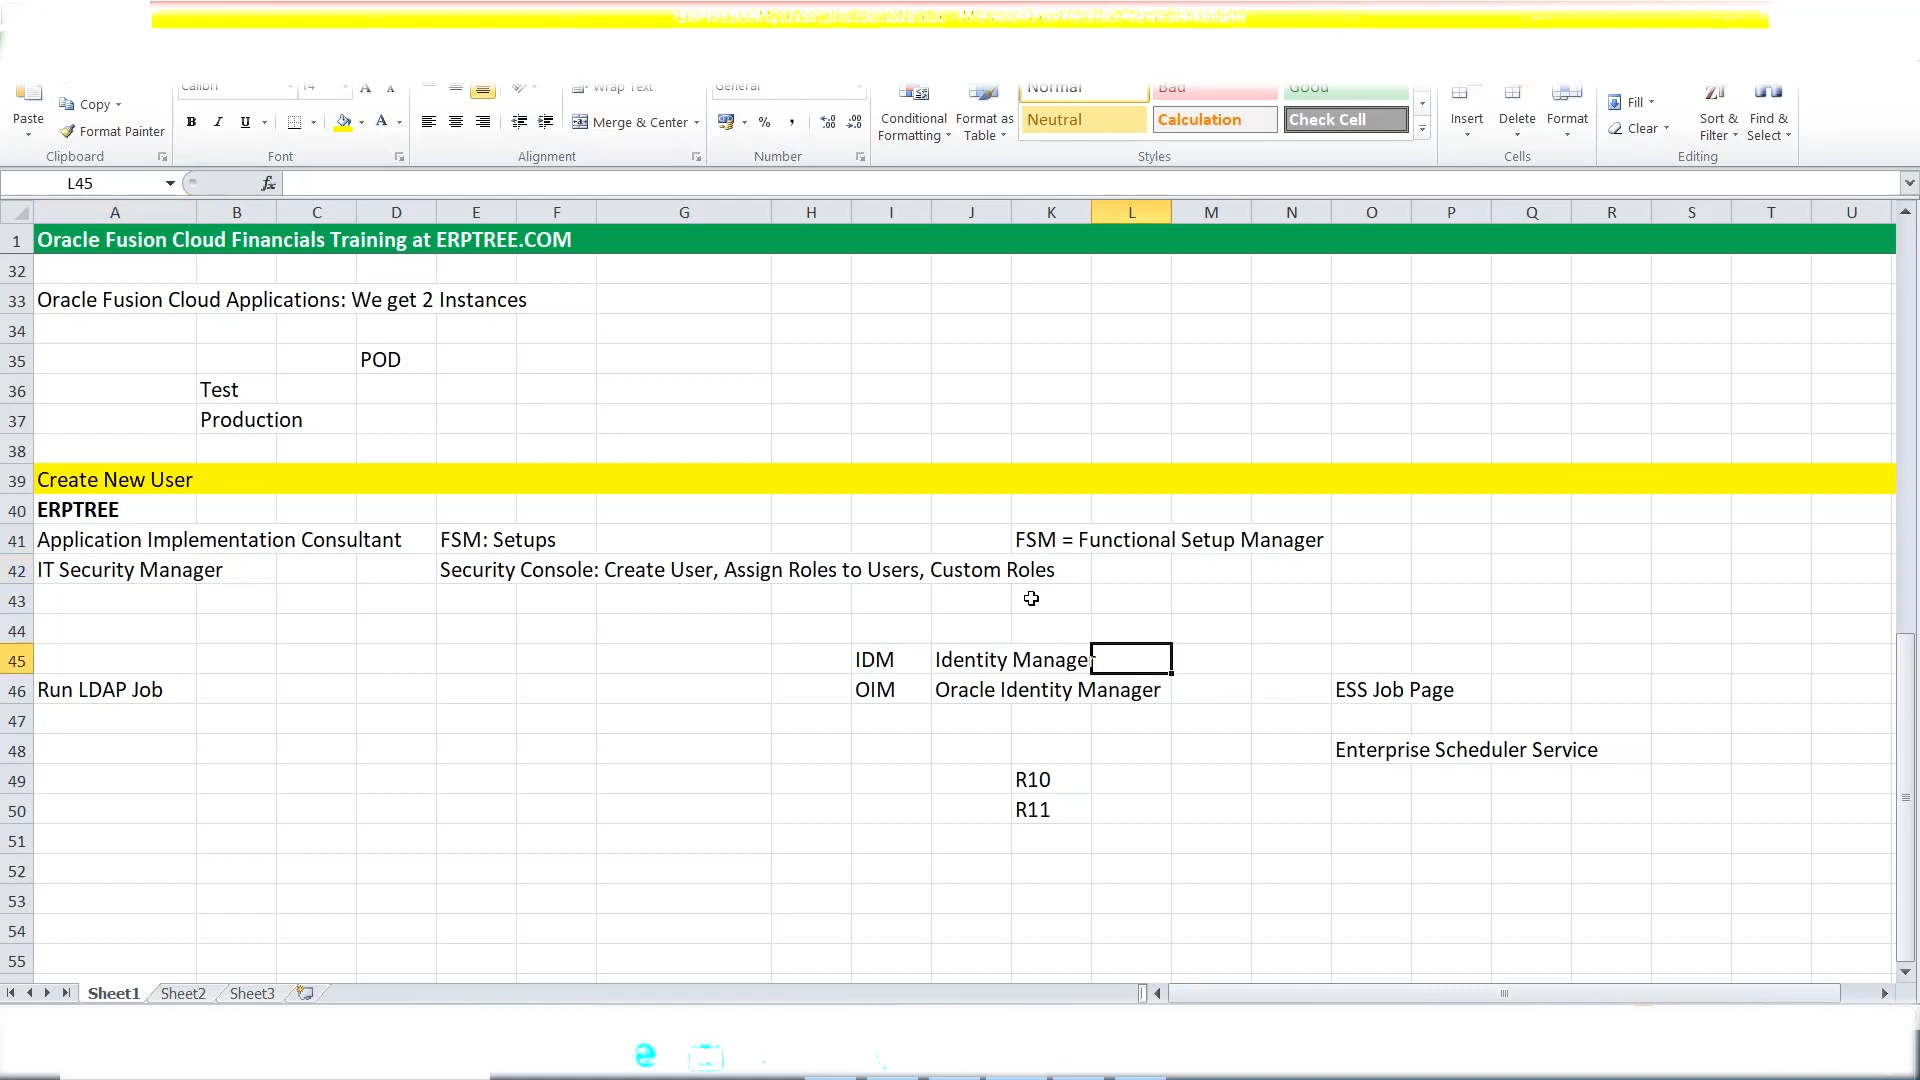 Calibri 14 A A Wrap Text General Normal Bad Good
Paste Copy Format Painter B I U A Merge & Center % , Conditional Formatting Format as Table Neutral Calculation Check Cell Insert Delete Format Fill Clear Sort & Filter Find & Select
Clipboard Font Alignment Number Styles Cells Editing
L45 fx
A B C D E F G H I J K L M N O P Q R S T U
1 Oracle Fusion Cloud Financials Training at ERPTREE.COM
32
33 Oracle Fusion Cloud Applications: We get 2 Instances
34
35 POD
36 Test
37 Production
38
39 Create New User
40 ERPTREE
41 Application Implementation Consultant FSM: Setups FSM = Functional Setup Manager
42 IT Security Manager Security Console: Create User, Assign Roles to Users, Custom Roles
43
44
45 IDM Identity Manager
46 Run LDAP Job OIM Oracle Identity Manager ESS Job Page
47
48 Enterprise Scheduler Service
49 R10
50 R11
51
52
53
54
55
Sheet1 Sheet2 Sheet3